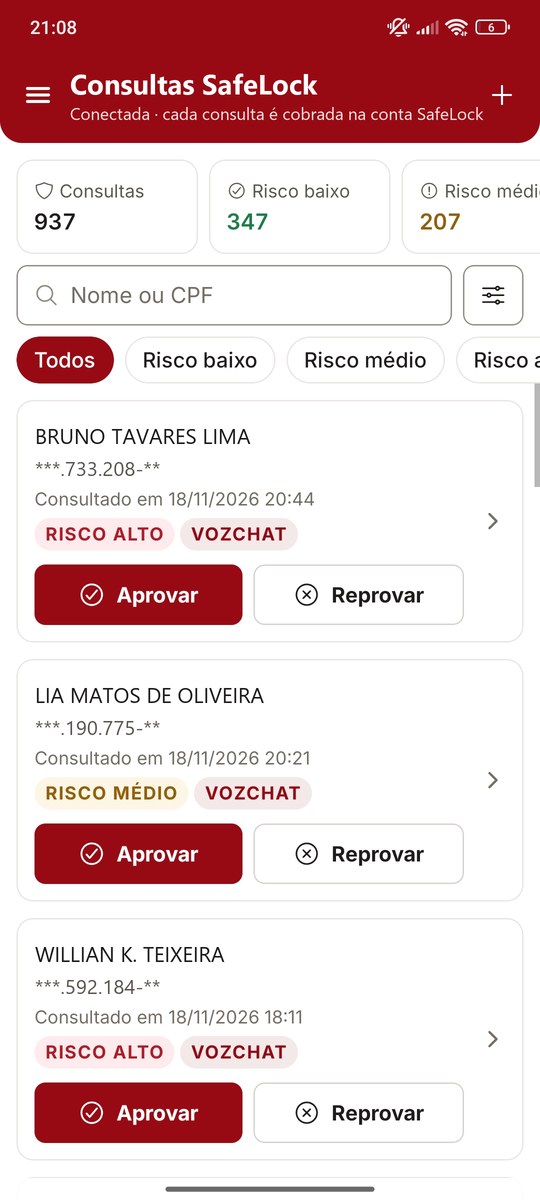 21:08
6
Consultas SafeLock
Conectada · cada consulta é cobrada na conta SafeLock
Consultas
937
Risco baixo
347
Risco médi
207
Nome ou CPF
Todos
Risco baixo
Risco médio
Risco a
BRUNO TAVARES LIMA
***.733.208-**
Consultado em 18/11/2026 20:44
RISCO ALTO
VOZCHAT
Aprovar
Reprovar
LIA MATOS DE OLIVEIRA
***.190.775-**
Consultado em 18/11/2026 20:21
RISCO MÉDIO
VOZCHAT
Aprovar
Reprovar
WILLIAN K. TEIXEIRA
***.592.184-**
Consultado em 18/11/2026 18:11
RISCO ALTO
VOZCHAT
Aprovar
Reprovar